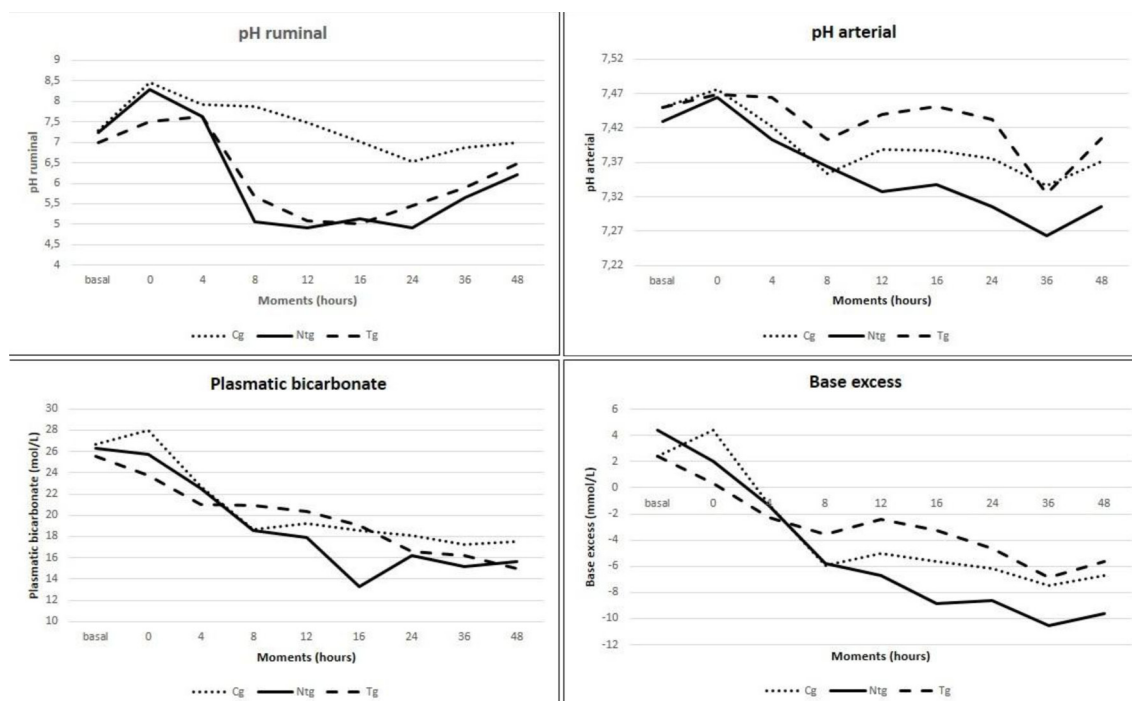 pH ruminal
pH ruminal
9
8,5
8
7,5
7
6,5
6
5,5
5
4,5
4
basal 0 4 8 12 16 24 36 48
Moments (hours)
Cg Ntg Tg
pH arterial
pH arterial
7,52
7,47
7,42
7,37
7,32
7,27
7,22
basal 0 4 8 12 16 24 36 48
Moments (hours)
Cg Ntg Tg
Plasmatic bicarbonate
Plasmatic bicarbonate (mol/L)
30
28
26
24
22
20
18
16
14
12
10
basal 0 4 8 12 16 24 36 48
Moments (hours)
Cg Ntg Tg
Base excess
Base excess (mmol/L)
6
4
2
0
-2
-4
-6
-8
-10
-12
basal 0 4 8 12 16 24 36 48
Moments (hours)
Cg Ntg Tg